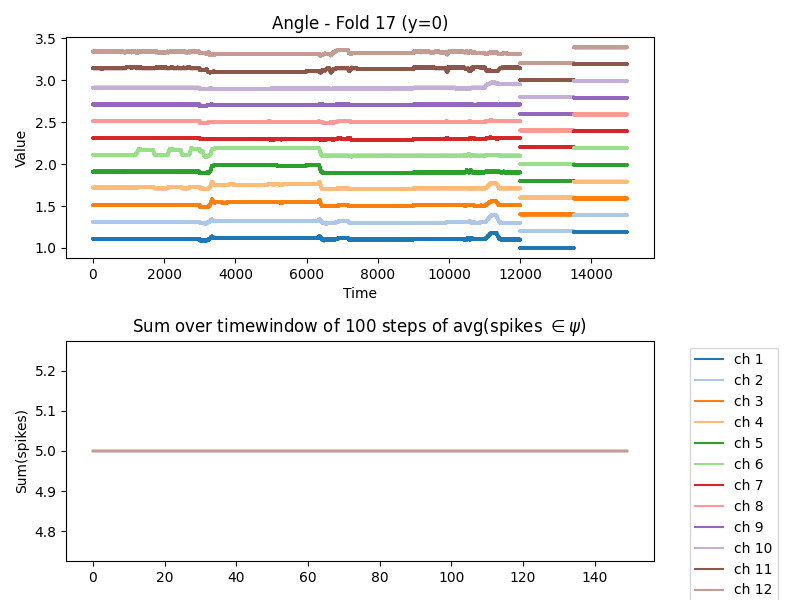 Angle - Fold 17 (y=0)
3.5
3.0
2.5
2.0
1.5
1.0
Value
0 2000 4000 6000 8000 10000 12000 14000
Time
Sum over timewindow of 100 steps of avg(spikes ∈ψ)
5.2
5.1
5.0
4.9
4.8
Sum(spikes)
0 20 40 60 80 100 120 140
ch 1
ch 2
ch 3
ch 4
ch 5
ch 6
ch 7
ch 8
ch 9
ch 10
ch 11
ch 12